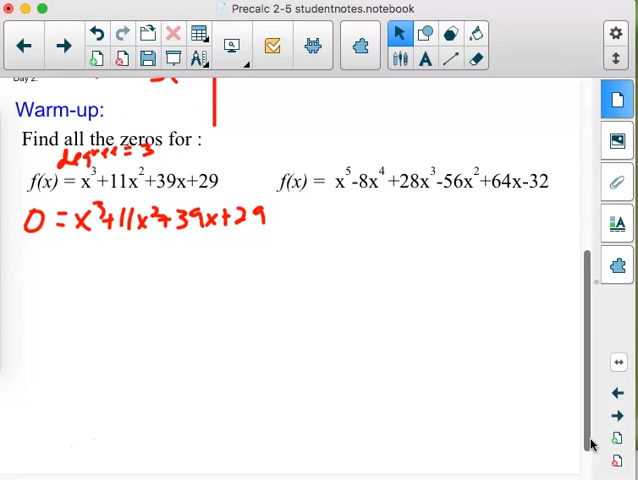 Precalc 2-5 studentnotes.notebook
Day 2:
Warm-up:
Find all the zeros for :
degree = 3
f(x) = x³+11x²+39x+29
f(x) = x⁵-8x⁴+28x³-56x²+64x-32
0 = x³+11x²+39x+29